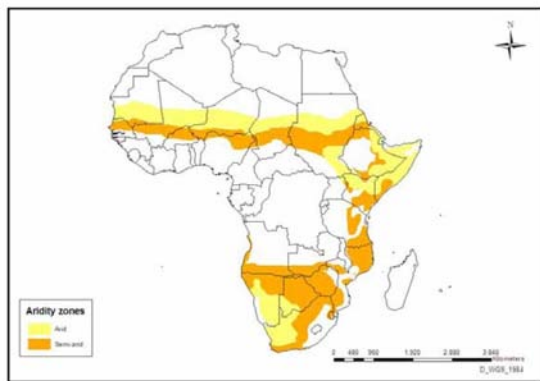 N
Aridity zones
Arid
Semi-arid
0 480 960 1.920 2.880 3.840
Kilometers
D_WGS_1984